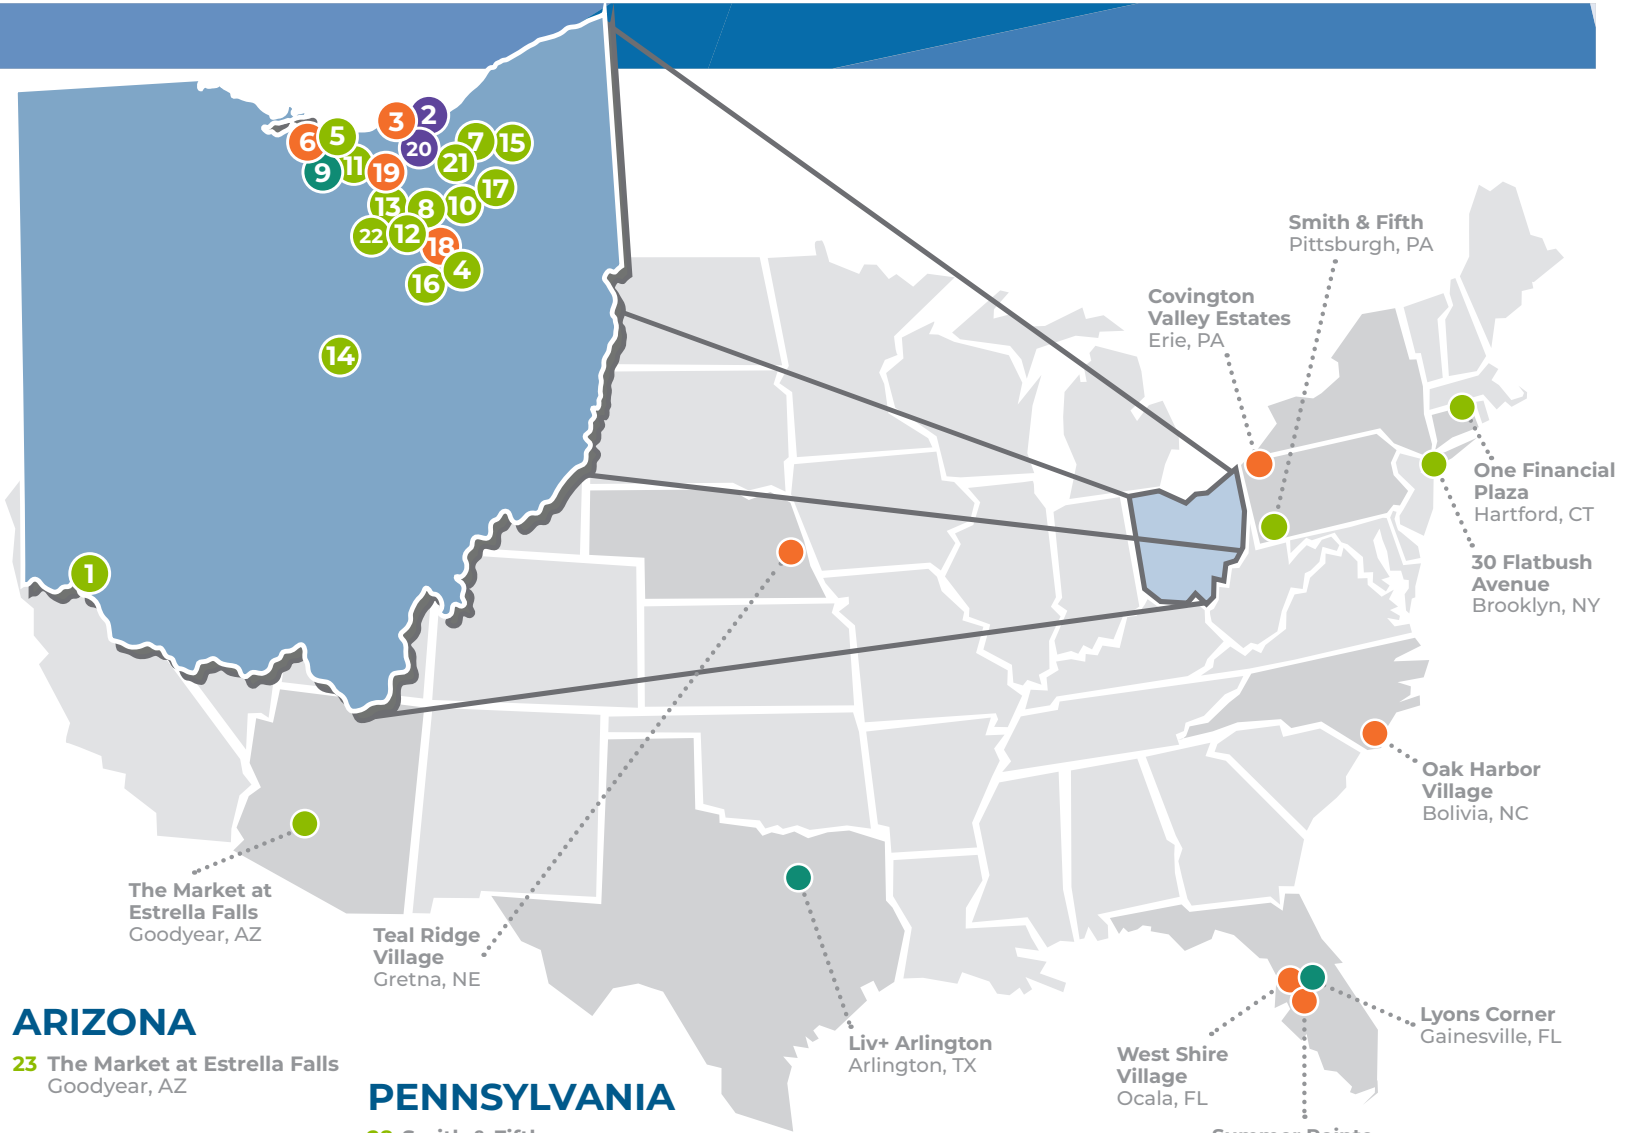 3
2
6
5
20
7
15
9
11
19
21
17
13
8
10
22
12
18
16
4
14
1
Smith & Fifth
Pittsburgh, PA
Covington
Valley Estates
Erie, PA
One Financial
Plaza
Hartford, CT
30 Flatbush
Avenue
Brooklyn, NY
Oak Harbor
Village
Bolivia, NC
The Market at
Estrella Falls
Goodyear, AZ
Teal Ridge
Village
Gretna, NE
Liv+ Arlington
Arlington, TX
West Shire
Village
Ocala, FL
Lyons Corner
Gainesville, FL
ARIZONA
23 The Market at Estrella Falls
Goodyear, AZ
PENNSYLVANIA
Smith & Fifth
Summer Pointe